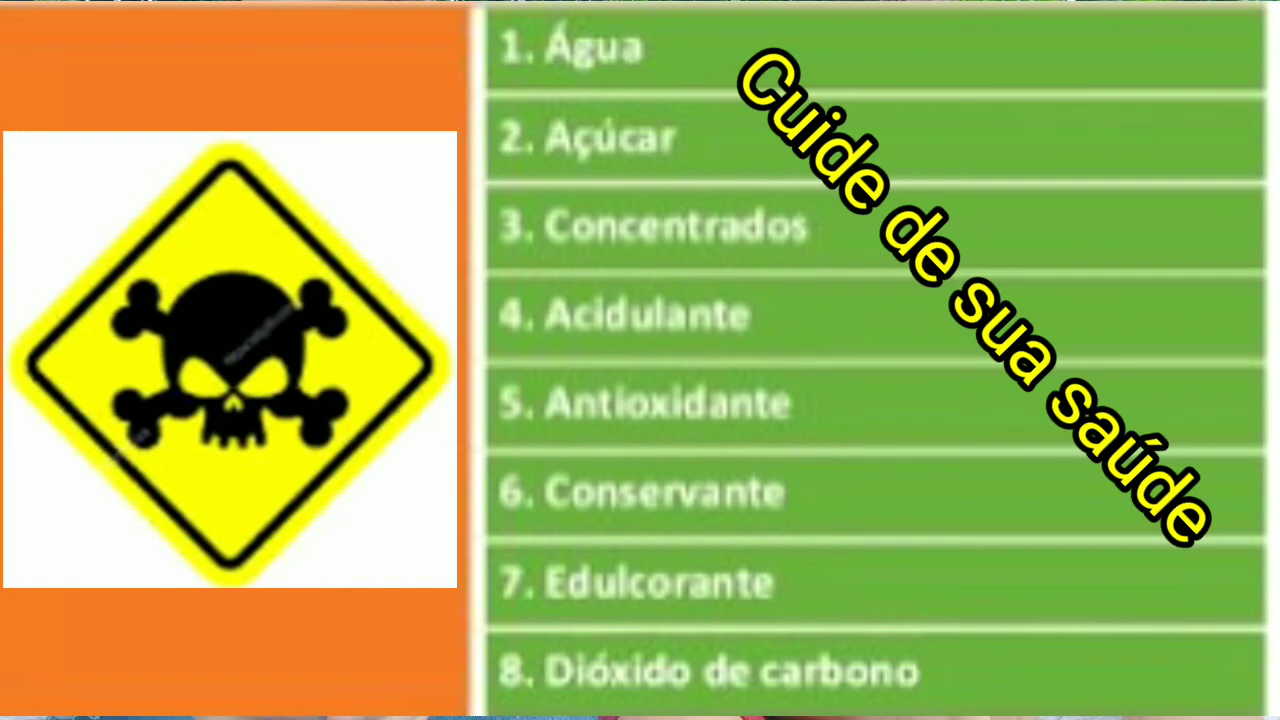 1. Água
2. Açúcar
3. Concentrados
4. Acidulante
5. Antioxidante
6. Conservante
7. Edulcorante
8. Dióxido de carbono
Cuide de sua saúde